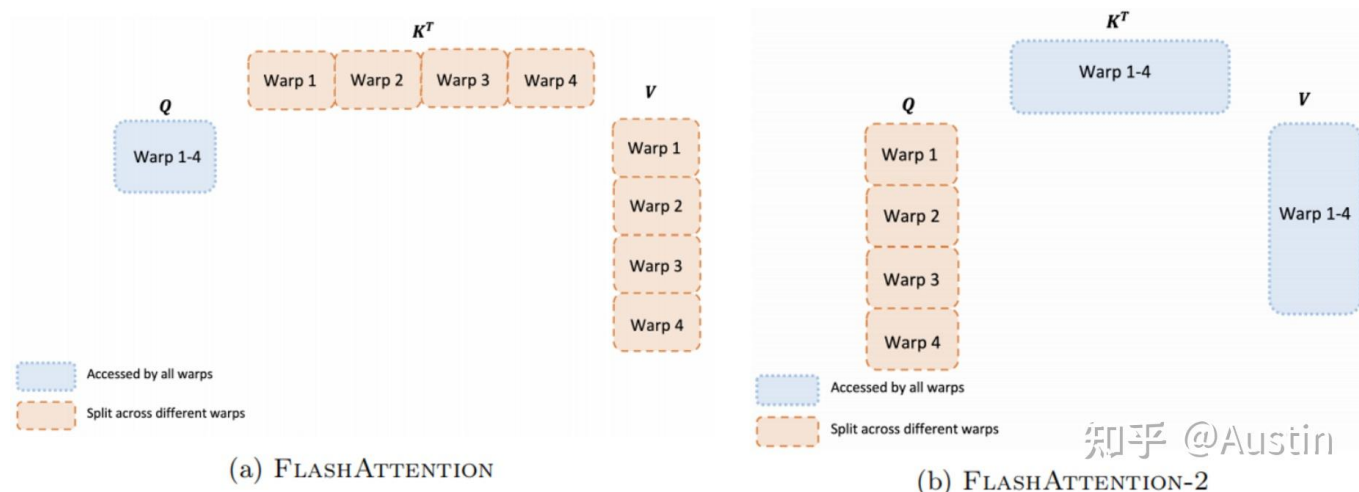 K^T
Warp 1 Warp 2 Warp 3 Warp 4
Q
Warp 1-4
V
Warp 1
Warp 2
Warp 3
Warp 4
Accessed by all warps
Split across different warps
(a) FLASHATTENTION
K^T
Warp 1-4
Q
Warp 1
Warp 2
Warp 3
Warp 4
V
Warp 1-4
Accessed by all warps
Split across different warps
知乎 @Austin
(b) FLASHATTENTION-2